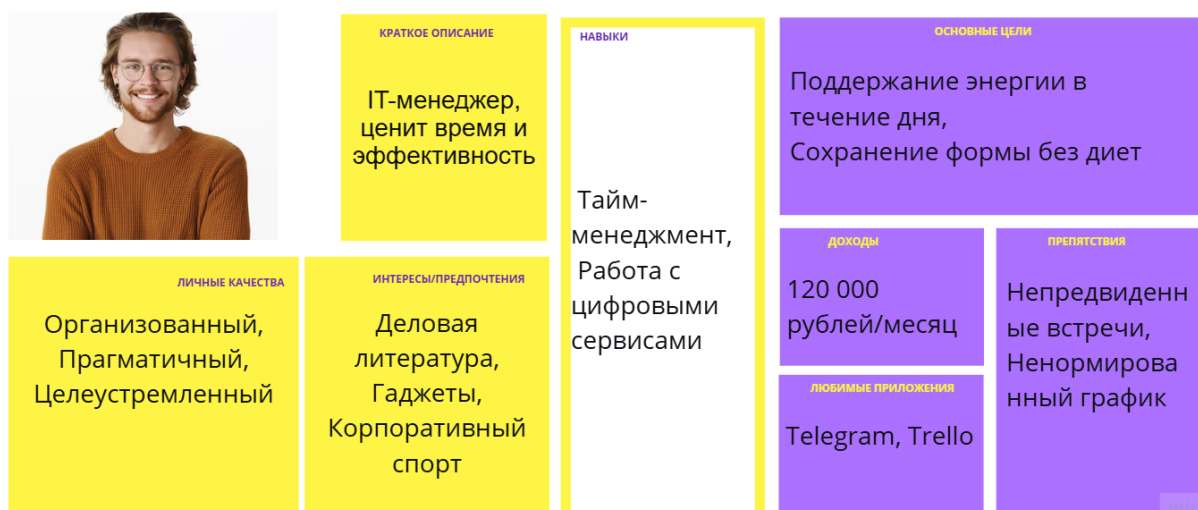 КРАТКОЕ ОПИСАНИЕ
IT-менеджер,
ценит время и
эффективность
НАВЫКИ
Тайм-
менеджмент,
Работа с
цифровыми
сервисами
ОСНОВНЫЕ ЦЕЛИ
Поддержание энергии в
течение дня,
Сохранение формы без диет
ЛИЧНЫЕ КАЧЕСТВА
Организованный,
Прагматичный,
Целеустремленный
ИНТЕРЕСЫ/ПРЕДПОЧТЕНИЯ
Деловая
литература,
Гаджеты,
Корпоративный
спорт
ДОХОДЫ
120 000
рублей/месяц
ЛЮБИМЫЕ ПРИЛОЖЕНИЯ
Telegram, Trello
ПРЕПЯТСТВИЯ
Непредвиденн
ые встречи,
Ненормирова
нный график